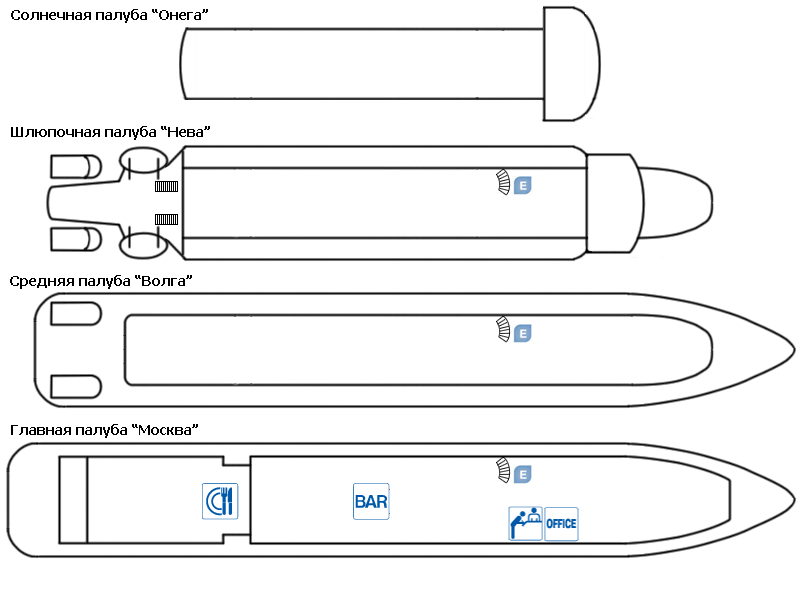 Солнечная палуба "Онега"
Шлюпочная палуба "Нева"
E
Средняя палуба "Волга"
E
Главная палуба "Москва"
E
BAR
OFFICE